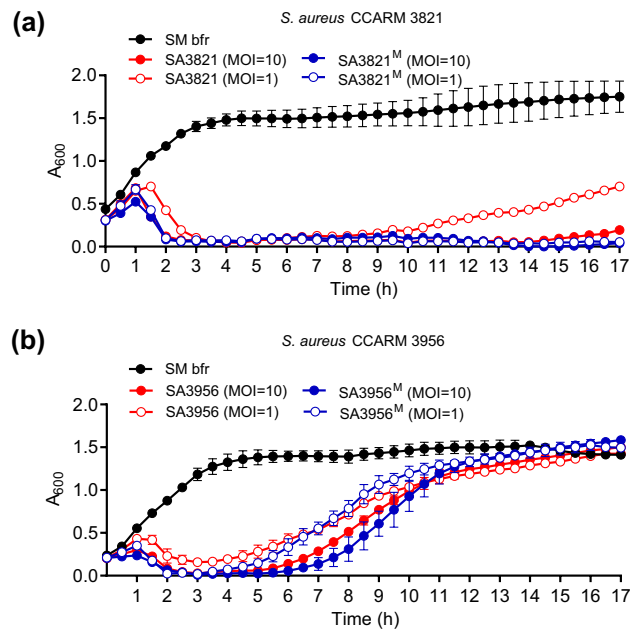 (a)
S. aureus CCARM 3821
SM bfr
SA3821 (MOI=10)
SA3821 (MOI=1)
SA3821ᴹ (MOI=10)
SA3821ᴹ (MOI=1)
A₆₀₀
2.0
1.5
1.0
0.5
0.0
0 1 2 3 4 5 6 7 8 9 10 11 12 13 14 15 16 17
Time (h)
(b)
S. aureus CCARM 3956
SM bfr
SA3956 (MOI=10)
SA3956 (MOI=1)
SA3956ᴹ (MOI=10)
SA3956ᴹ (MOI=1)
A₆₀₀
2.0
1.5
1.0
0.5
0.0
1 2 3 4 5 6 7 8 9 10 11 12 13 14 15 16 17
Time (h)